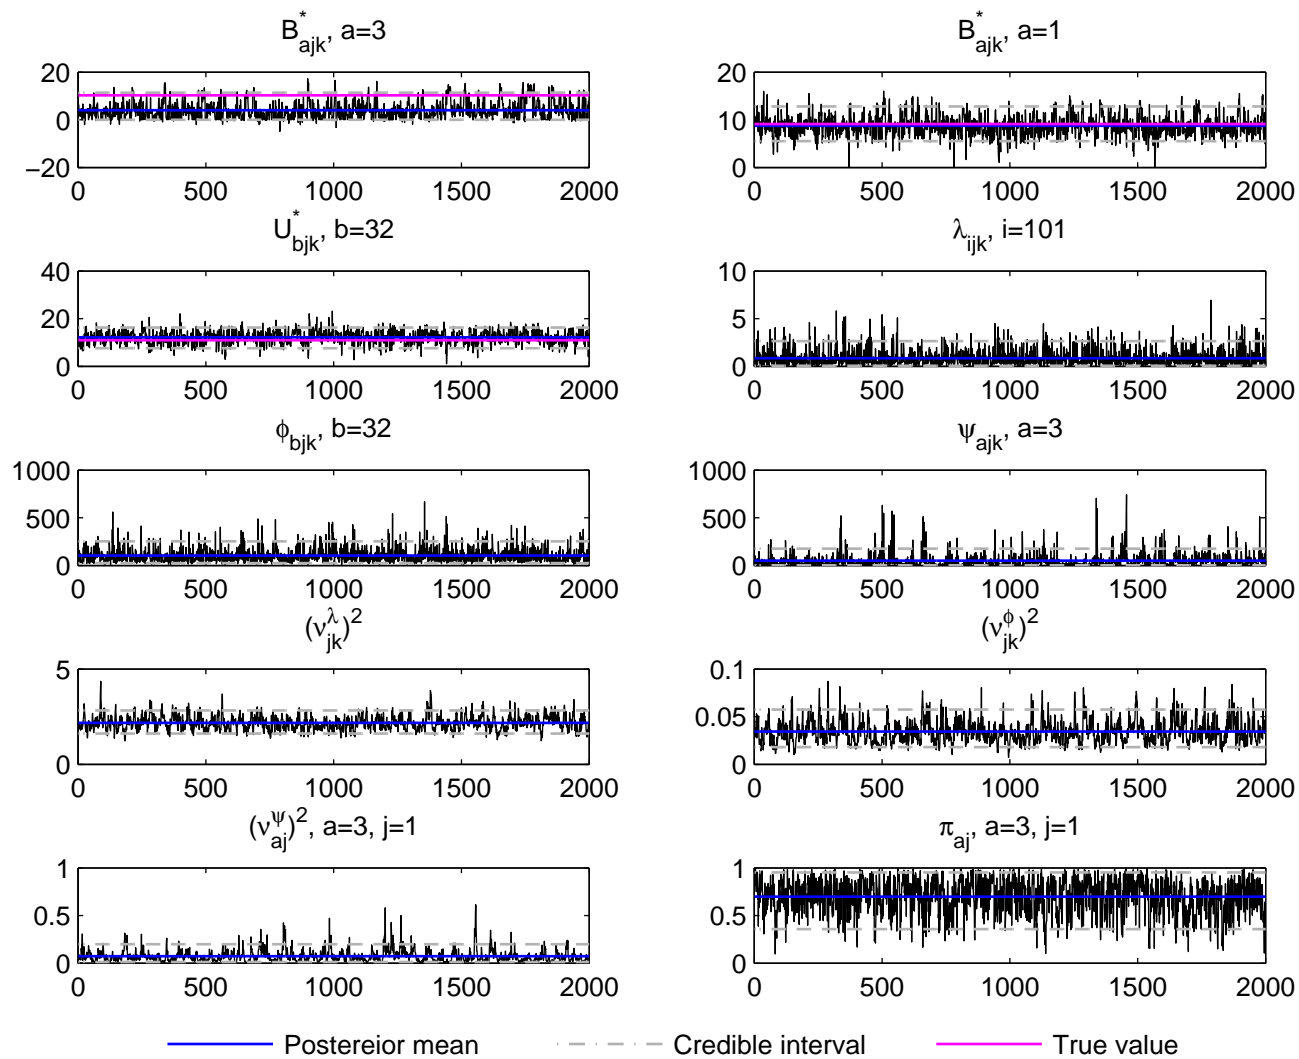 B*ajk, a=3
B*ajk, a=1
20
0
−20
0 500 1000 1500 2000
20
10
0
0 500 1000 1500 2000
U*bjk, b=32
λijk, i=101
40
20
0
0 500 1000 1500 2000
10
5
0
0 500 1000 1500 2000
ϕbjk, b=32
ψajk, a=3
1000
500
0
0 500 1000 1500 2000
1000
500
0
0 500 1000 1500 2000
(νλjk)2
(νϕjk)2
5
0
0 500 1000 1500 2000
0.1
0.05
0
0 500 1000 1500 2000
(νψaj)2, a=3, j=1
πaj, a=3, j=1
1
0.5
0
0 500 1000 1500 2000
1
0.5
0
0 500 1000 1500 2000
Postereior mean
Credible interval
True value